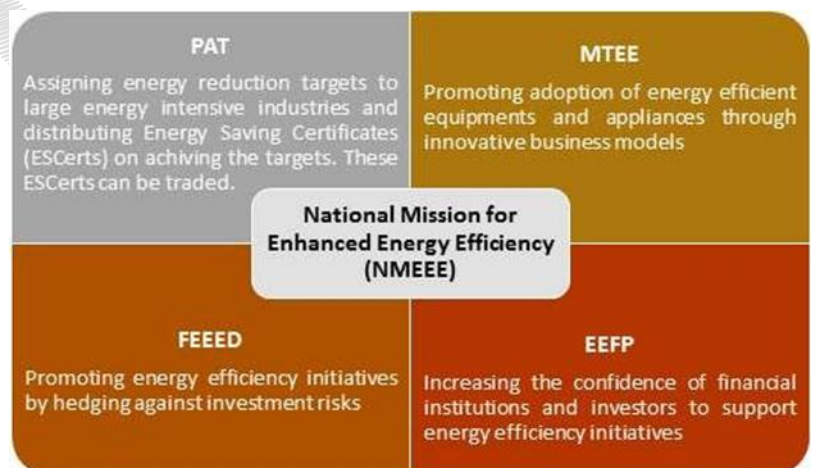 PAT
Assigning energy reduction targets to
large energy intensive industries and
distributing Energy Saving Certificates
(ESCerts) on achiving the targets. These
ESCerts can be traded.
MTEE
Promoting adoption of energy efficient
equipments and appliances through
innovative business models
National Mission for
Enhanced Energy Efficiency
(NMEEE)
FEEED
Promoting energy efficiency initiatives
by hedging against investment risks
EEFP
Increasing the confidence of financial
institutions and investors to support
energy efficiency initiatives